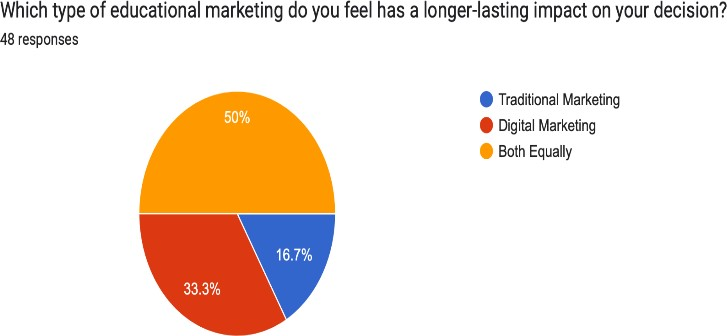 Which type of educational marketing do you feel has a longer-lasting impact on your decision?
48 responses
Traditional Marketing
Digital Marketing
Both Equally
50%
16.7%
33.3%